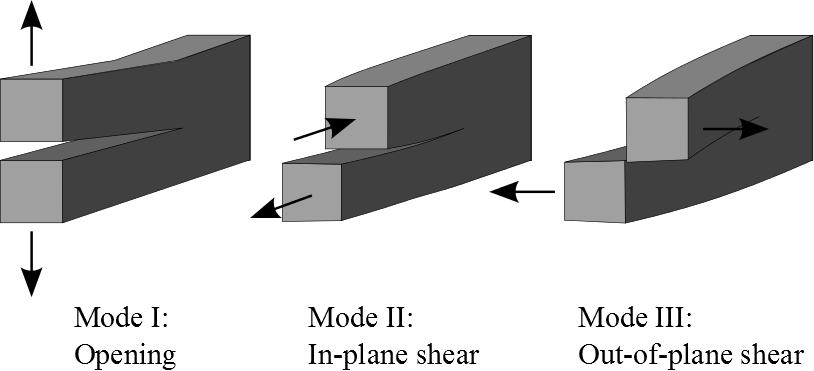 Mode I:
Opening
Mode II:
In-plane shear
Mode III:
Out-of-plane shear